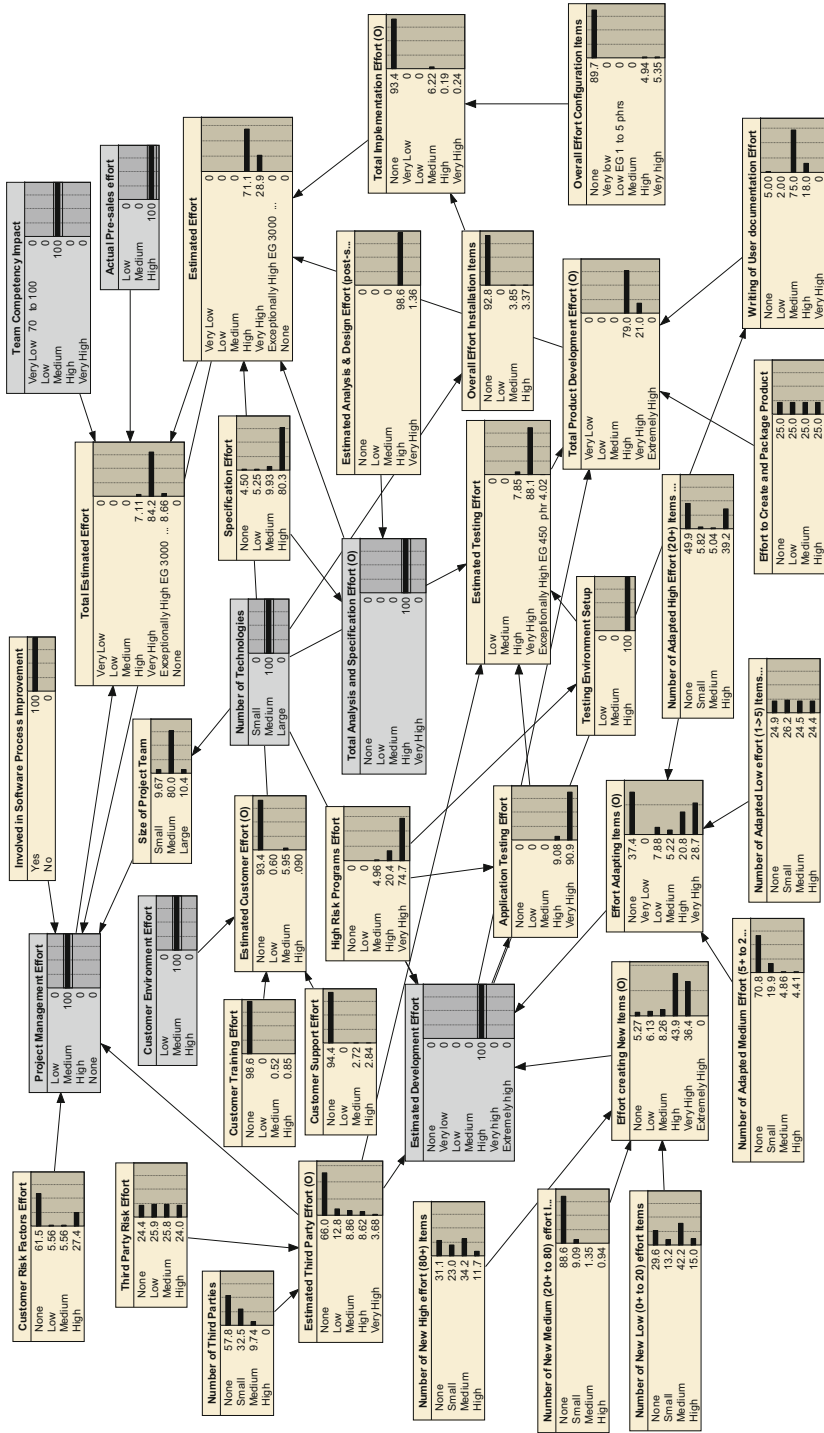 Customer Risk Factors Effort
None 61.5
Low 5.56
Medium 5.56
High 27.4
Project Management Effort
Low 0
Medium 100
High 0
None 0
Involved in Software Process Improvement
Yes 100
No 0
Team Competency Impact
Very Low 70 to 100 0
Low 0
Medium 100
High 0
Very High 0
Third Party Risk Effort
None 24.4
Low 25.9
Medium 25.8
High 24.0
Customer Environment Effort
Low 0
Medium 100
High 0
Size of Project Team
Small 9.67
Medium 80.0
Large 10.4
Total Estimated Effort
Very Low 0
Low 0
Medium 0
High 7.11
Very High 84.2
Exceptionally High EG 3000 ... 8.66
None 0
Actual Pre-sales effort
Low 0
Medium 0
High 100
Number of Third Parties
None 57.8
Small 32.5
Medium 9.74
High 0
Customer Training Effort
None 98.6
Low 0
Medium 0.52
High 0.85
Estimated Customer Effort (O)
None 93.4
Low 0.60
Medium 5.95
High .090
Number of Technologies
Small 0
Medium 100
Large 0
Specification Effort
None 4.50
Low 5.25
Medium 9.93
High 80.3
Estimated Effort
Very Low 0
Low 0
Medium 0
High 71.1
Very High 28.9
Exceptionally High EG 3000 ... 0
None 0
Estimated Third Party Effort (O)
None 66.0
Low 12.8
Medium 8.86
High 8.62
Very High 3.68
Customer Support Effort
None 94.4
Low 0
Medium 2.72
High 2.84
High Risk Programs Effort
None 0
Low 0
Medium 4.96
High 20.4
Very High 74.7
Total Analysis and Specification Effort (O)
None 0
Low 0
Medium 0
High 100
Very High 0
Estimated Analysis & Design Effort (post-s...
None 0
Low 0
Medium 0
High 98.6
Very High 1.36
Total Implementation Effort (O)
None 93.4
Very Low 0
Low 0
Medium 6.22
High 0.19
Very High 0.24
Number of New High effort (80+) Items
None 31.1
Small 23.0
Medium 34.2
High 11.7
Estimated Development Effort
None 0
Very low 0
Low 0
Medium 0
High 100
Very high 0
Extremely high 0
Application Testing Effort
None 0
Low 0
Medium 0
High 9.08
Very High 90.9
Estimated Testing Effort
Low 0
Medium 0
High 7.85
Very High 88.1
Exceptionally High EG 450 phr 4.02
Overall Effort Installation Items
None 92.8
Low 0
Medium 3.85
High 3.37
Number of New Medium (20+ to 80) effort I...
None 88.6
Small 9.09
Medium 1.35
High 0.94
Effort creating New Items (O)
None 5.27
Low 6.13
Medium 8.26
High 43.9
Very High 36.4
Extremely High 0
Effort Adapting Items (O)
None 37.4
Very Low 0
Low 7.88
Medium 5.22
High 20.8
Very High 28.7
Testing Environment Setup
Low 0
Medium 0
High 100
Total Product Development Effort (O)
Very Low 0
Low 0
Medium 0
High 79.0
Very High 21.0
Extremely High 0
Overall Effort Configuration Items
None 89.7
Very low 0
Low EG 1 to 5 phrs 0
Medium 0
High 4.94
Very high 5.35
Number of New Low (0+ to 20) effort Items
None 29.6
Small 13.2
Medium 42.2
High 15.0
Number of Adapted Medium Effort (5+ to 2...
None 70.8
Small 19.9
Medium 4.86
High 4.41
Number of Adapted Low effort (1->5) Items...
None 24.9
Small 26.2
Medium 24.5
High 24.4
Number of Adapted High Effort (20+) Items ...
None 49.9
Small 5.82
Medium 5.04
High 39.2
Effort to Create and Package Product
None 25.0
Low 25.0
Medium 25.0
High 25.0
Writing of User documentation Effort
None 5.00
Low 2.00
Medium 75.0
High 18.0
Very High 0